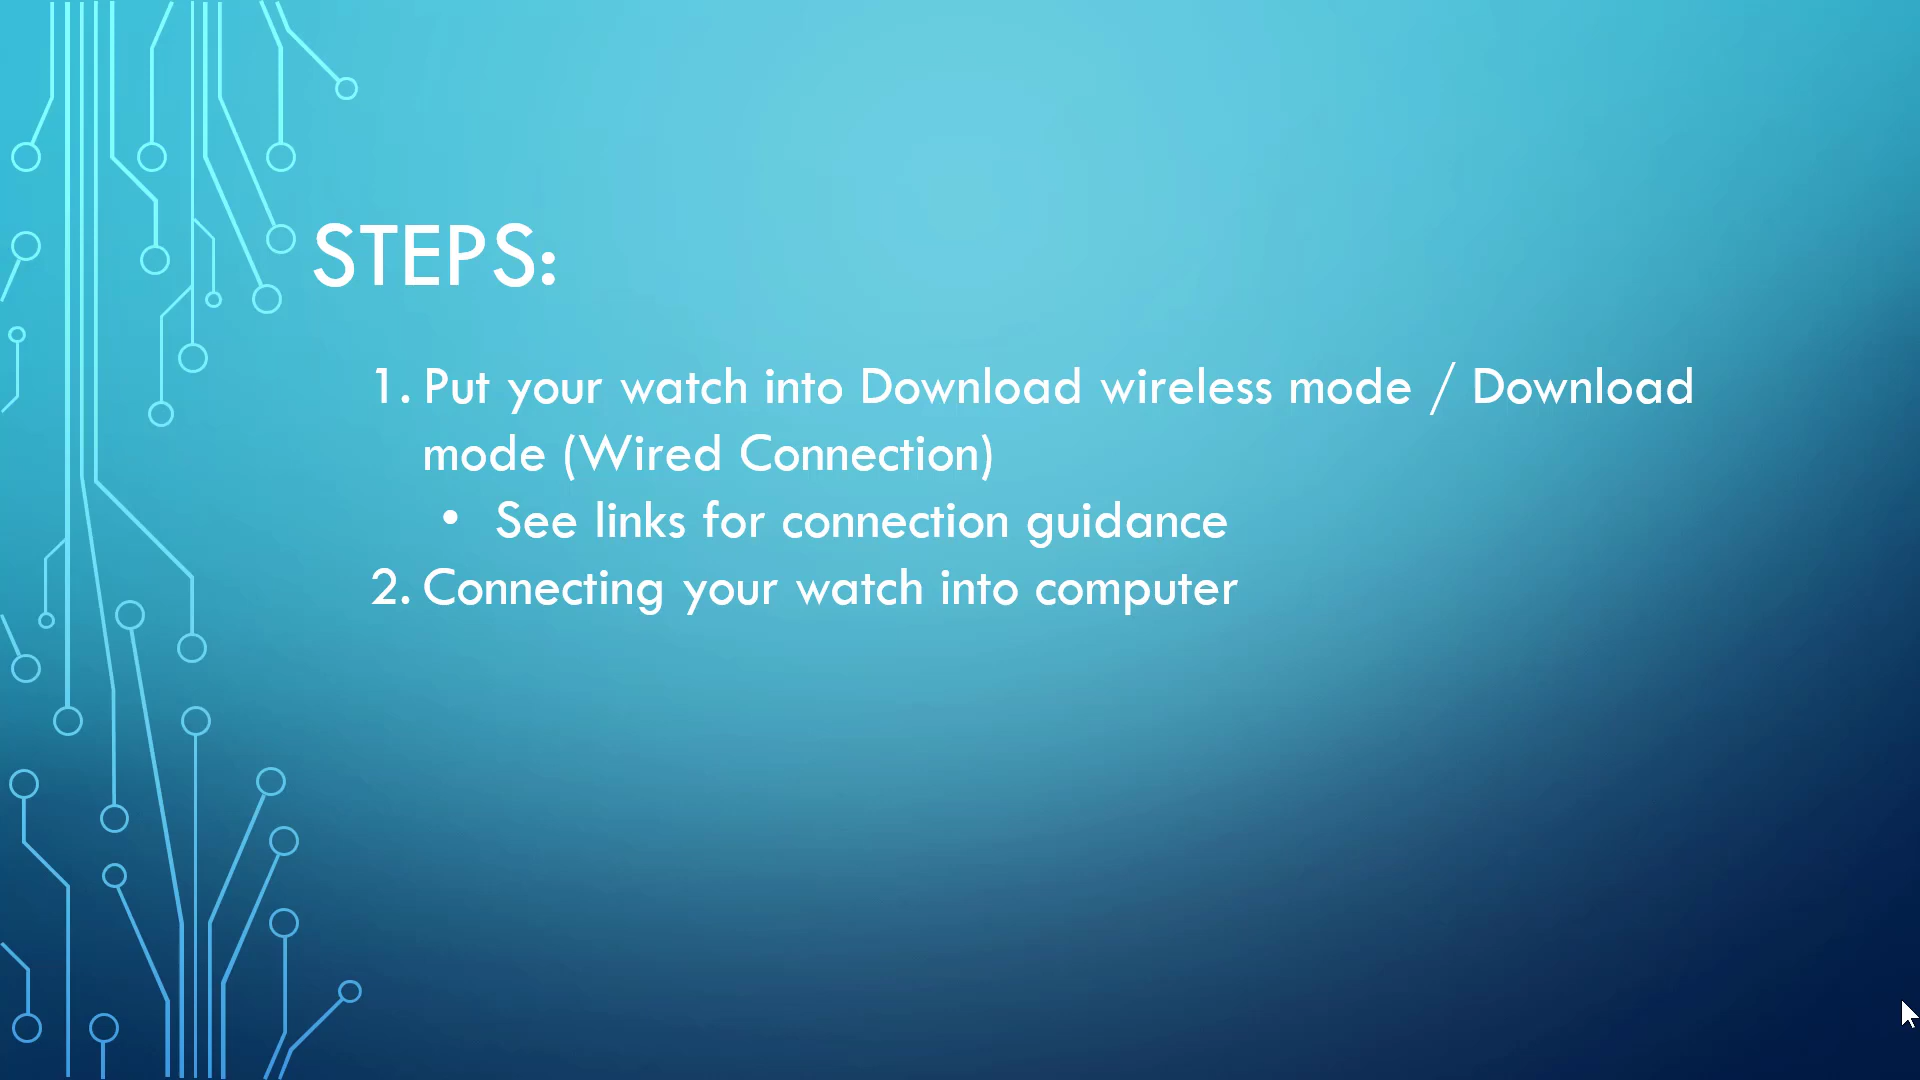 STEPS:
1. Put your watch into Download wireless mode / Download
mode (Wired Connection)
• See links for connection guidance
2. Connecting your watch into computer